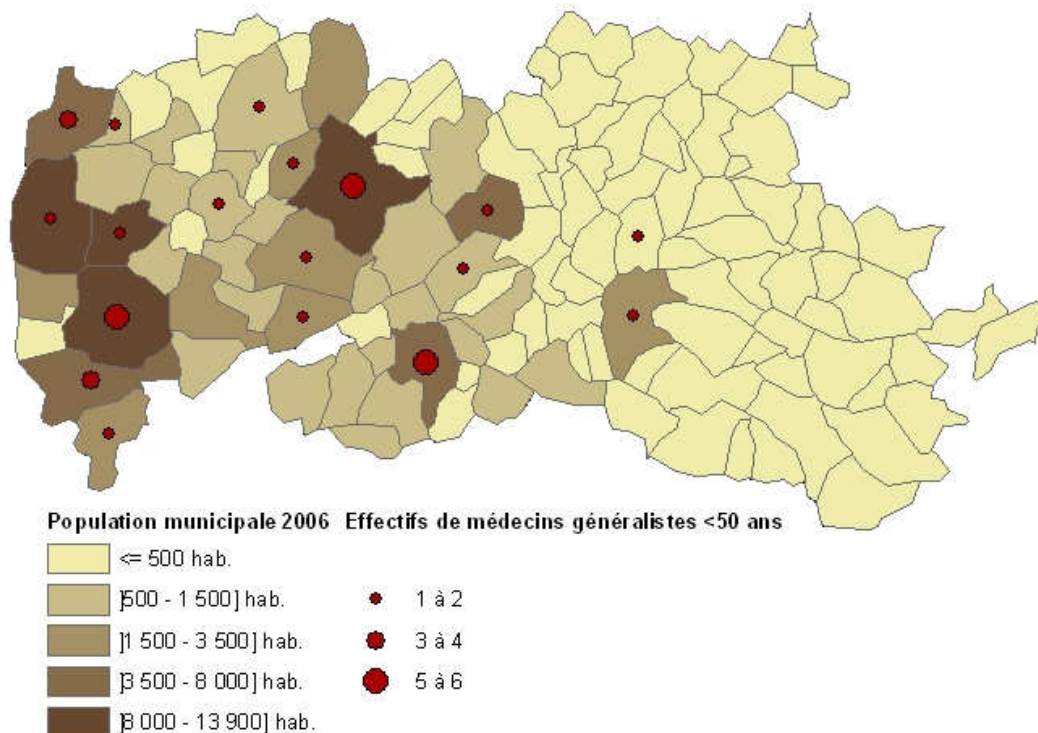 Population municipale 2006 Effectifs de médecins généralistes <50 ans
<= 500 hab.
]500 - 1 500] hab. 1 à 2
]1 500 - 3 500] hab. 3 à 4
]3 500 - 8 000] hab. 5 à 6
]8 000 - 13 900] hab.